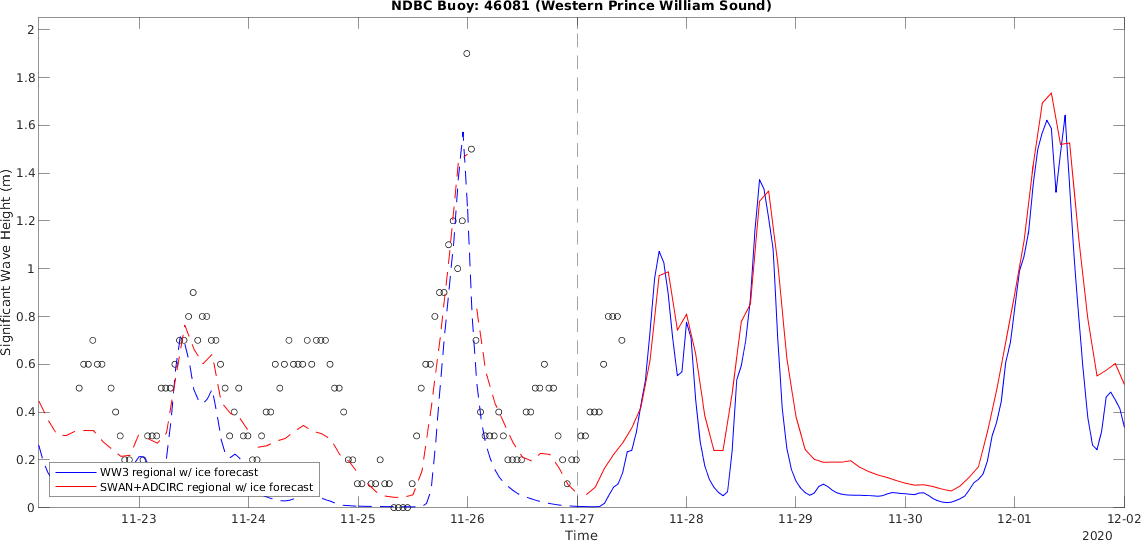 NDBC Buoy: 46081 (Western Prince William Sound)
2
1.8
1.6
1.4
1.2
1
0.8
0.6
0.4
0.2
0
Significant Wave Height (m)
WW3 regional w/ ice forecast
SWAN+ADCIRC regional w/ ice forecast
11-23 11-24 11-25 11-26 11-27 11-28 11-29 11-30 12-01 12-02
Time
2020